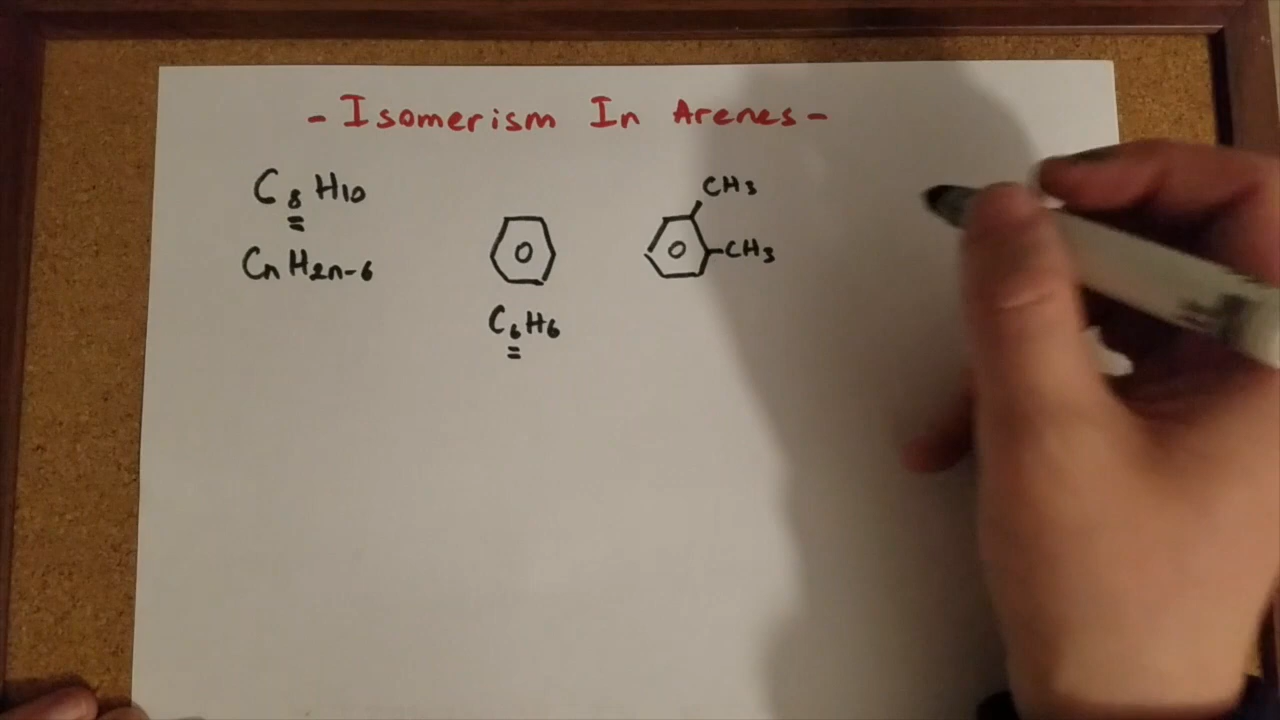 - Isomerism In Arenes -
C8H10
CnH2n-6
C6H6
CH3
-CH3